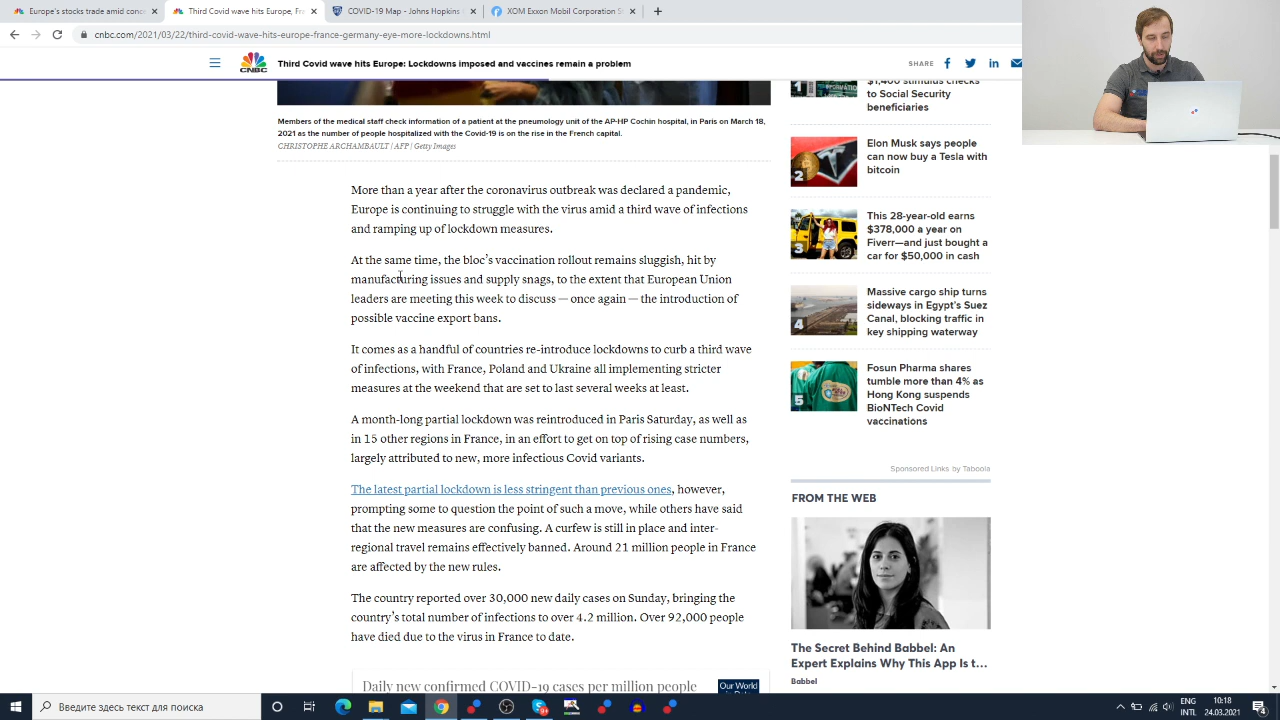 Europe's stocks trade amid conce
Third Covid wave hits Europe, Fra
COVID-19 Map - Johns Hopkins C
XOM Exxon Mobil Corporation S
cnbc.com/2021/03/22/third-covid-wave-hits-europe-france-germany-eye-more-lockdowns.html
CNBC
Third Covid wave hits Europe: Lockdowns imposed and vaccines remain a problem
SHARE
Members of the medical staff check information of a patient at the pneumology unit of the AP-HP Cochin hospital, in Paris on March 18,
2021 as the number of people hospitalized with the Covid-19 is on the rise in the French capital.
CHRISTOPHE ARCHAMBAULT | AFP | Getty Images
More than a year after the coronavirus outbreak was declared a pandemic,
Europe is continuing to struggle with the virus amid a third wave of infections
and ramping up of lockdown measures.
At the same time, the bloc's vaccination rollout remains sluggish, hit by
manufacturing issues and supply snags, to the extent that European Union
leaders are meeting this week to discuss — once again — the introduction of
possible vaccine export bans.
It comes as a handful of countries re-introduce lockdowns to curb a third wave
of infections, with France, Poland and Ukraine all implementing stricter
measures at the weekend that are set to last several weeks at least.
A month-long partial lockdown was reintroduced in Paris Saturday, as well as
in 15 other regions in France, in an effort to get on top of rising case numbers,
largely attributed to new, more infectious Covid variants.
The latest partial lockdown is less stringent than previous ones, however,
prompting some to question the point of such a move, while others have said
that the new measures are confusing. A curfew is still in place and inter-
regional travel remains effectively banned. Around 21 million people in France
are affected by the new rules.
The country reported over 30,000 new daily cases on Sunday, bringing the
country's total number of infections to over 4.2 million. Over 92,000 people
have died due to the virus in France to date.
Daily new confirmed COVID-19 cases per million people
Our World
in Data
1
$1,400 stimulus checks
to Social Security
beneficiaries
2
Elon Musk says people
can now buy a Tesla with
bitcoin
3
This 28-year-old earns
$378,000 a year on
Fiverr—and just bought a
car for $50,000 in cash
4
Massive cargo ship turns
sideways in Egypt's Suez
Canal, blocking traffic in
key shipping waterway
5
Fosun Pharma shares
tumble more than 4% as
Hong Kong suspends
BioNTech Covid
vaccinations
Sponsored Links by Taboola
FROM THE WEB
The Secret Behind Babbel: An
Expert Explains Why This App Is t...
Babbel
Введите здесь текст для поиска
ENG
INTL
10:18
24.03.2021